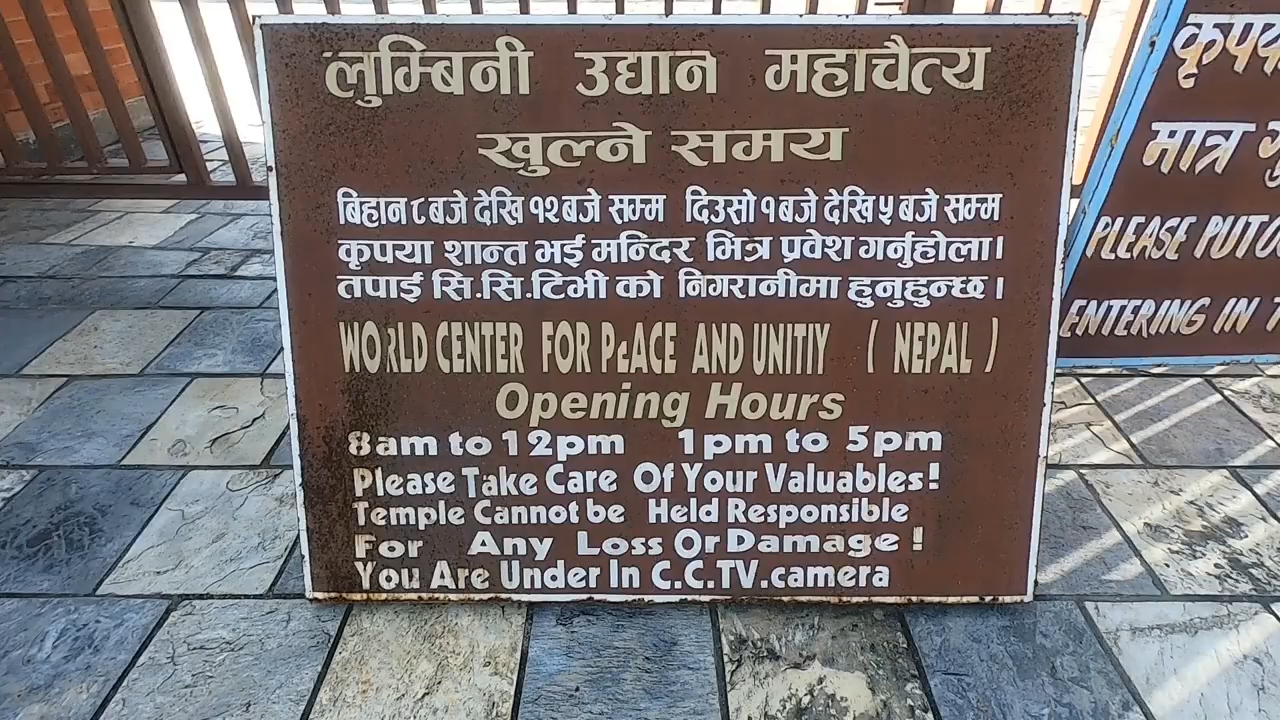 लुम्बिनी उद्यान महाचैत्य
खुल्ने समय
बिहान ८ बजे देखि १२ बजे सम्म दिउसो १ बजे देखि ५ बजे सम्म
कृपया शान्त भई मन्दिर भित्र प्रवेश गर्नुहोला।
तपाई सि.सि.टिभी को निगरानीमा हुनुहुन्छ।
WORLD CENTER FOR PEACE AND UNITIY ( NEPAL )
Opening Hours
8am to 12pm 1pm to 5pm
Please Take Care Of Your Valuables!
Temple Cannot be Held Responsible
For Any Loss Or Damage!
You Are Under In C.C.TV.camera
मात्र
PLEASE
ENTERING IN